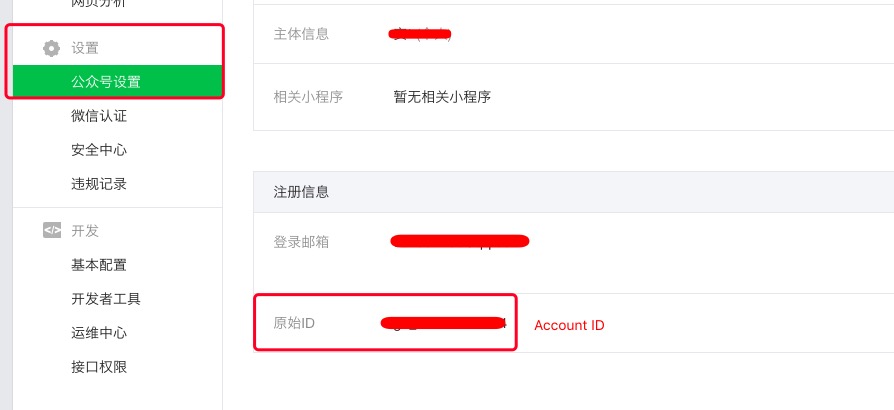 网页分析
设置
公众号设置
微信认证
安全中心
违规记录
开发
基本配置
开发者工具
运维中心
接口权限
主体信息
相关小程序 暂无相关小程序
注册信息
登录邮箱
原始ID Account ID